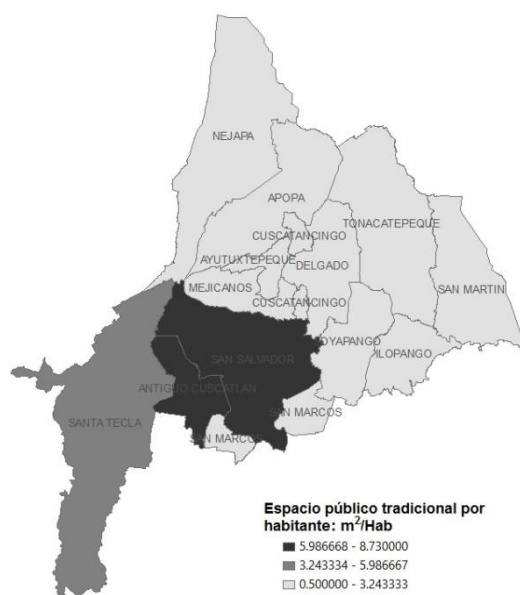 NEJAPA
APOPA
TONACATEPEQUE
CUSCATANCINGO
AYUTUXTEPEQUE
DELGADO
MEJICANOS
SAN MARTIN
CUSCATANCINGO
SOYAPANGO
ILOPANGO
SAN SALVADOR
ANTIGUO CUSCATLAN
SAN MARCOS
SANTA TECLA
SAN MARCOS
Espacio público tradicional por
habitante: m²/Hab
5.986668 - 8.730000
3.243334 - 5.986667
0.500000 - 3.243333